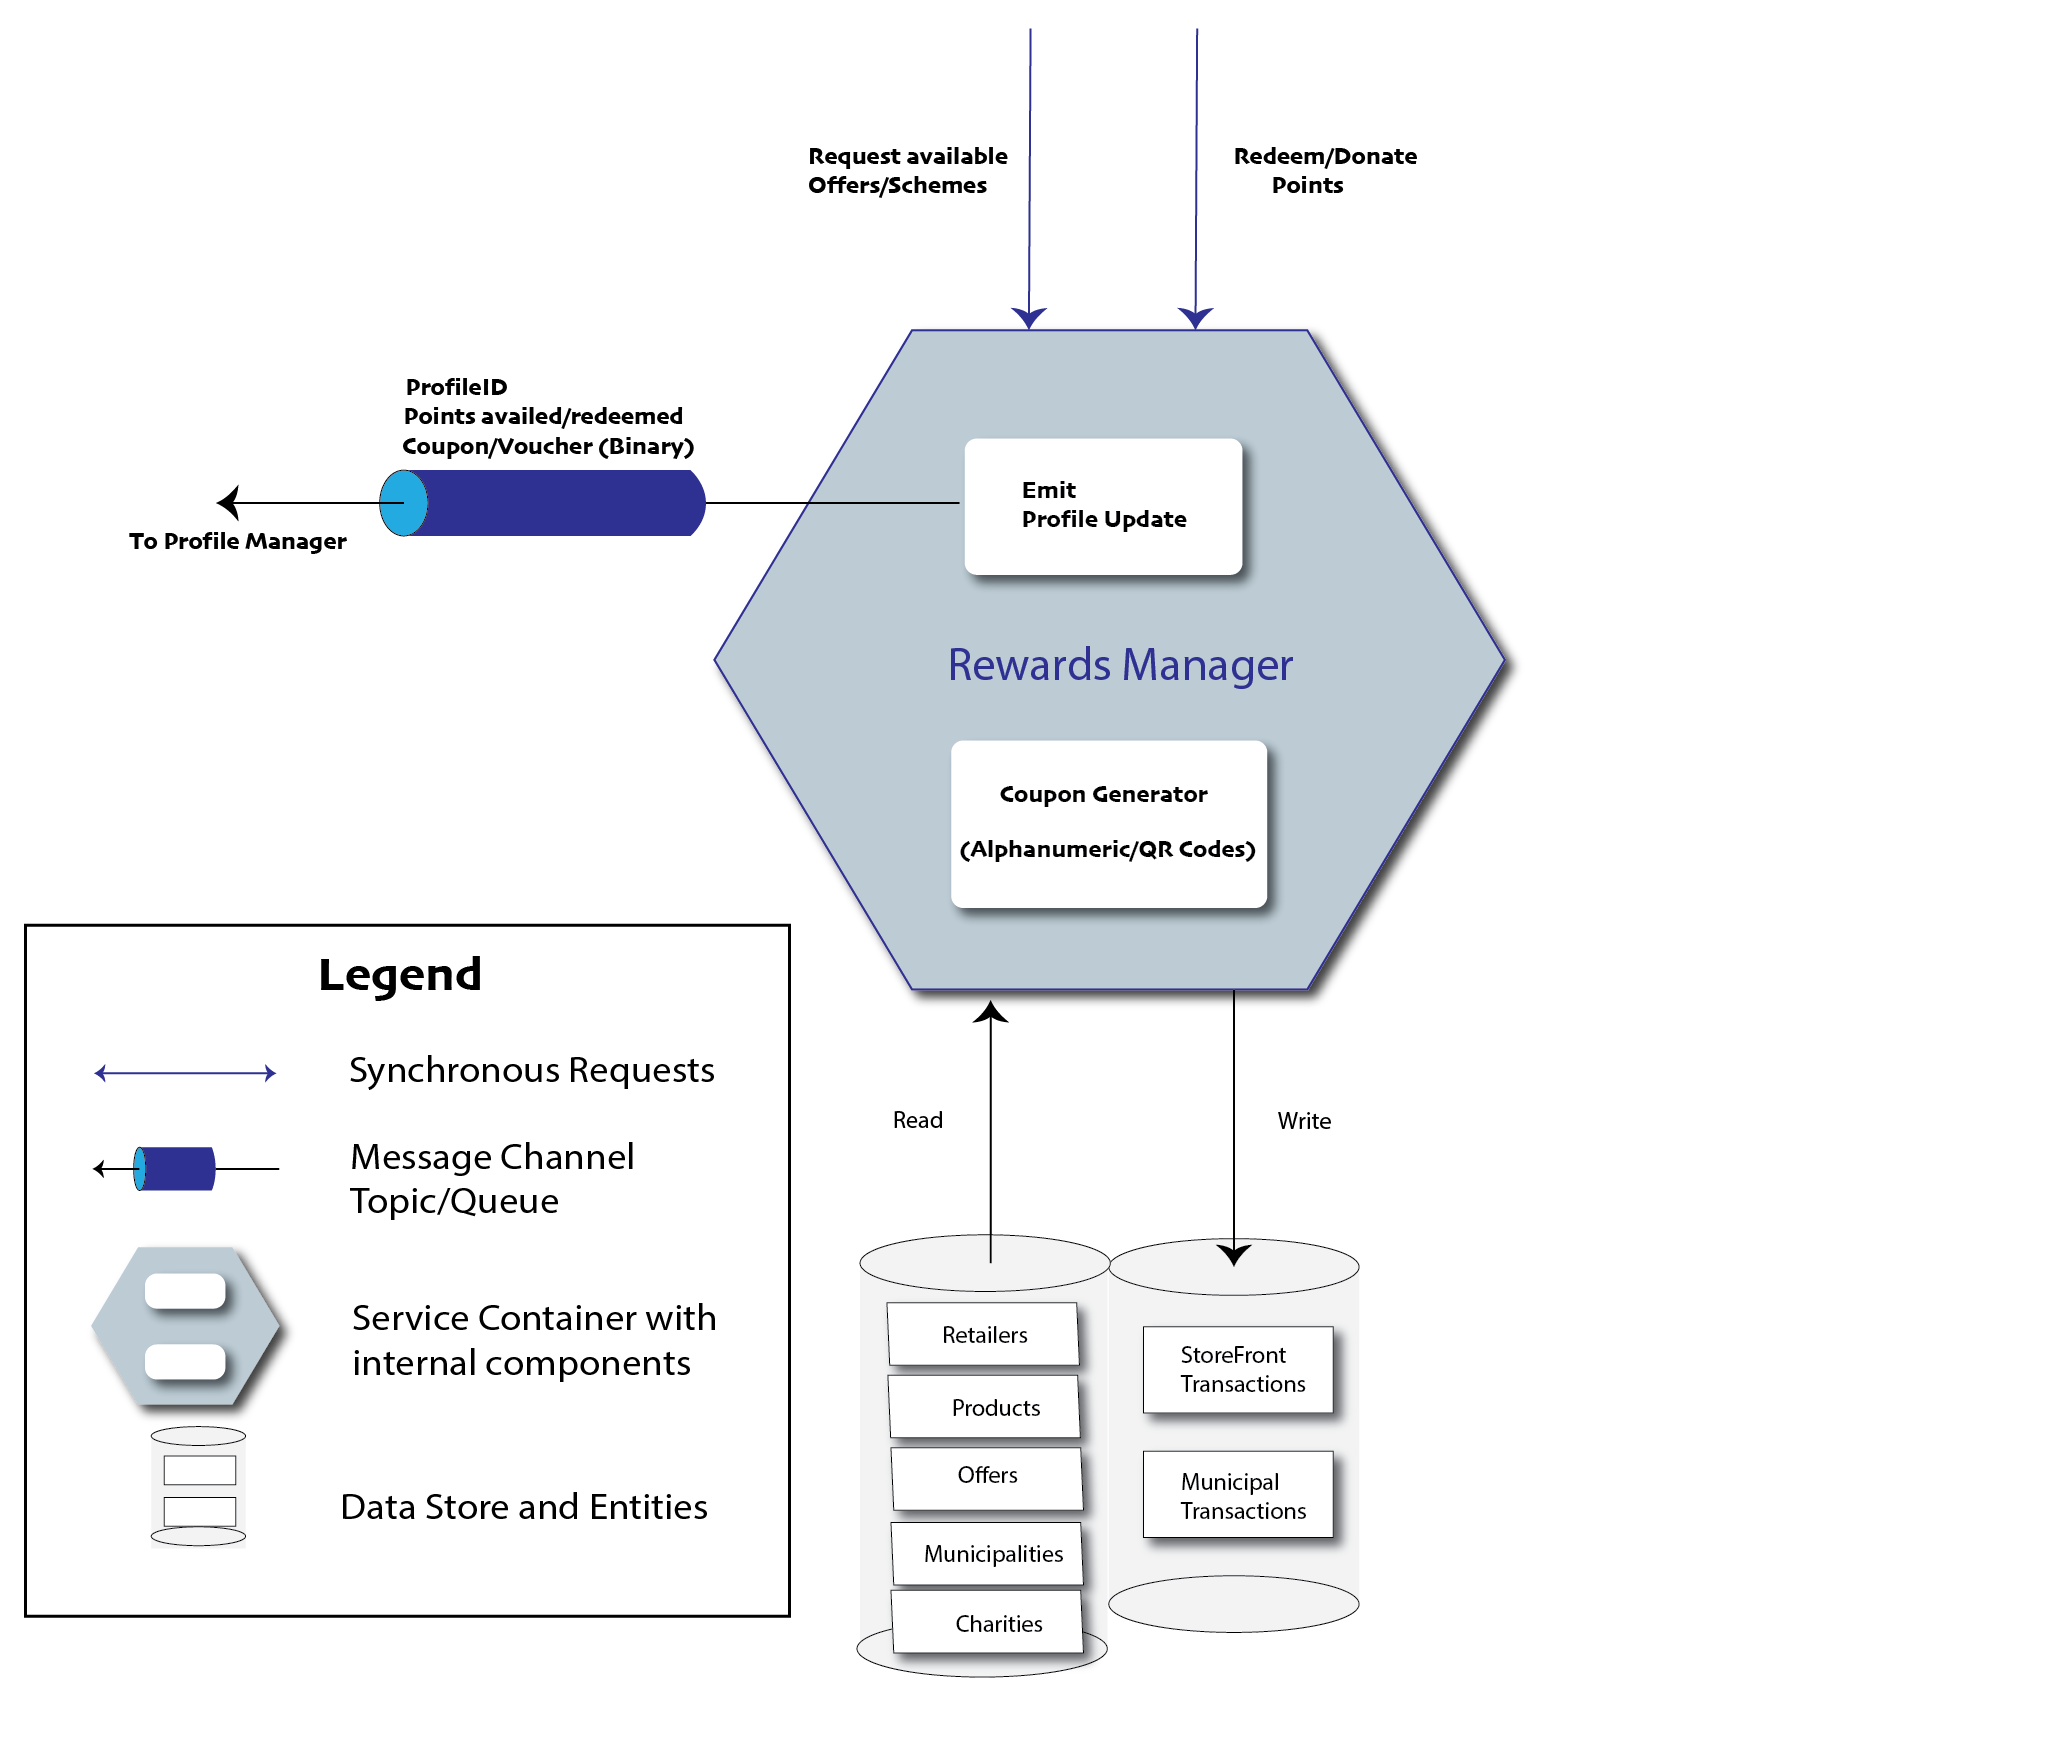 Request available
Offers/Schemes
Redeem/Donate
Points
ProfileID
Points availed/redeemed
Coupon/Voucher (Binary)
To Profile Manager
Emit
Profile Update
Rewards Manager
Coupon Generator
(Alphanumeric/QR Codes)
Legend
Synchronous Requests
Message Channel
Topic/Queue
Service Container with
internal components
Data Store and Entities
Read
Write
Retailers
Products
Offers
Municipalities
Charities
StoreFront
Transactions
Municipal
Transactions